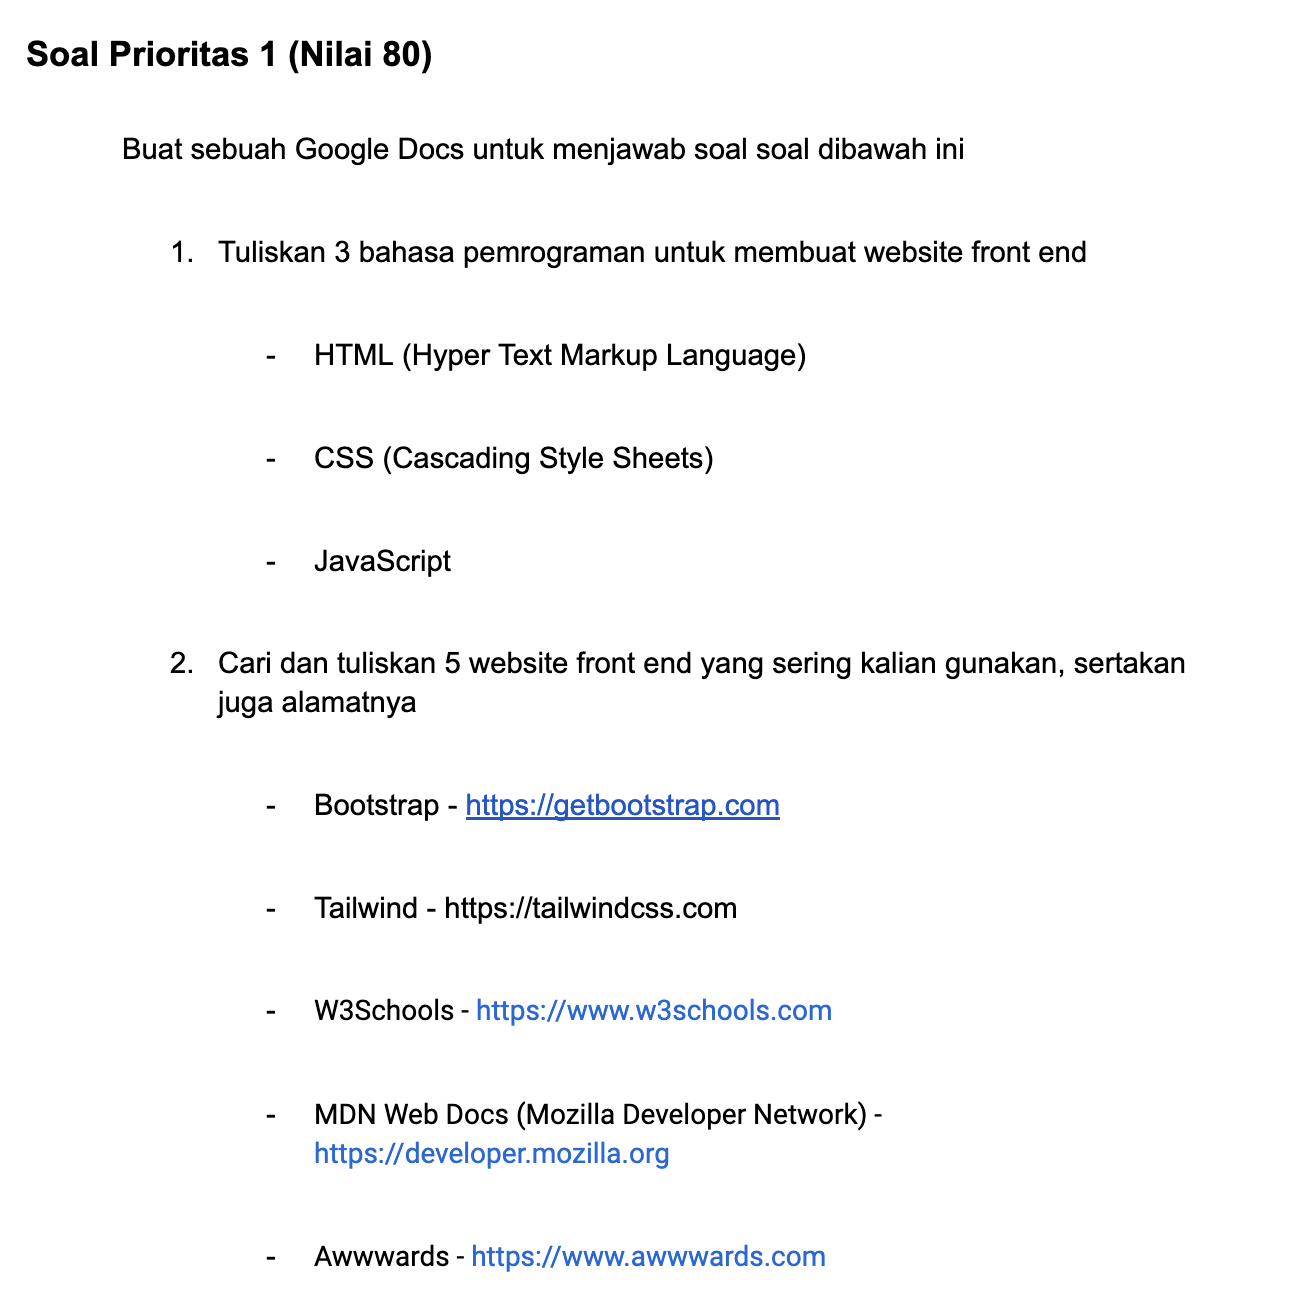 Soal Prioritas 1 (Nilai 80)
Buat sebuah Google Docs untuk menjawab soal soal dibawah ini
1. Tuliskan 3 bahasa pemrograman untuk membuat website front end
- HTML (Hyper Text Markup Language)
- CSS (Cascading Style Sheets)
- JavaScript
2. Cari dan tuliskan 5 website front end yang sering kalian gunakan, sertakan
juga alamatnya
- Bootstrap - https://getbootstrap.com
- Tailwind - https://tailwindcss.com
- W3Schools - https://www.w3schools.com
- MDN Web Docs (Mozilla Developer Network) -
https://developer.mozilla.org
- Awwwards - https://www.awwwards.com